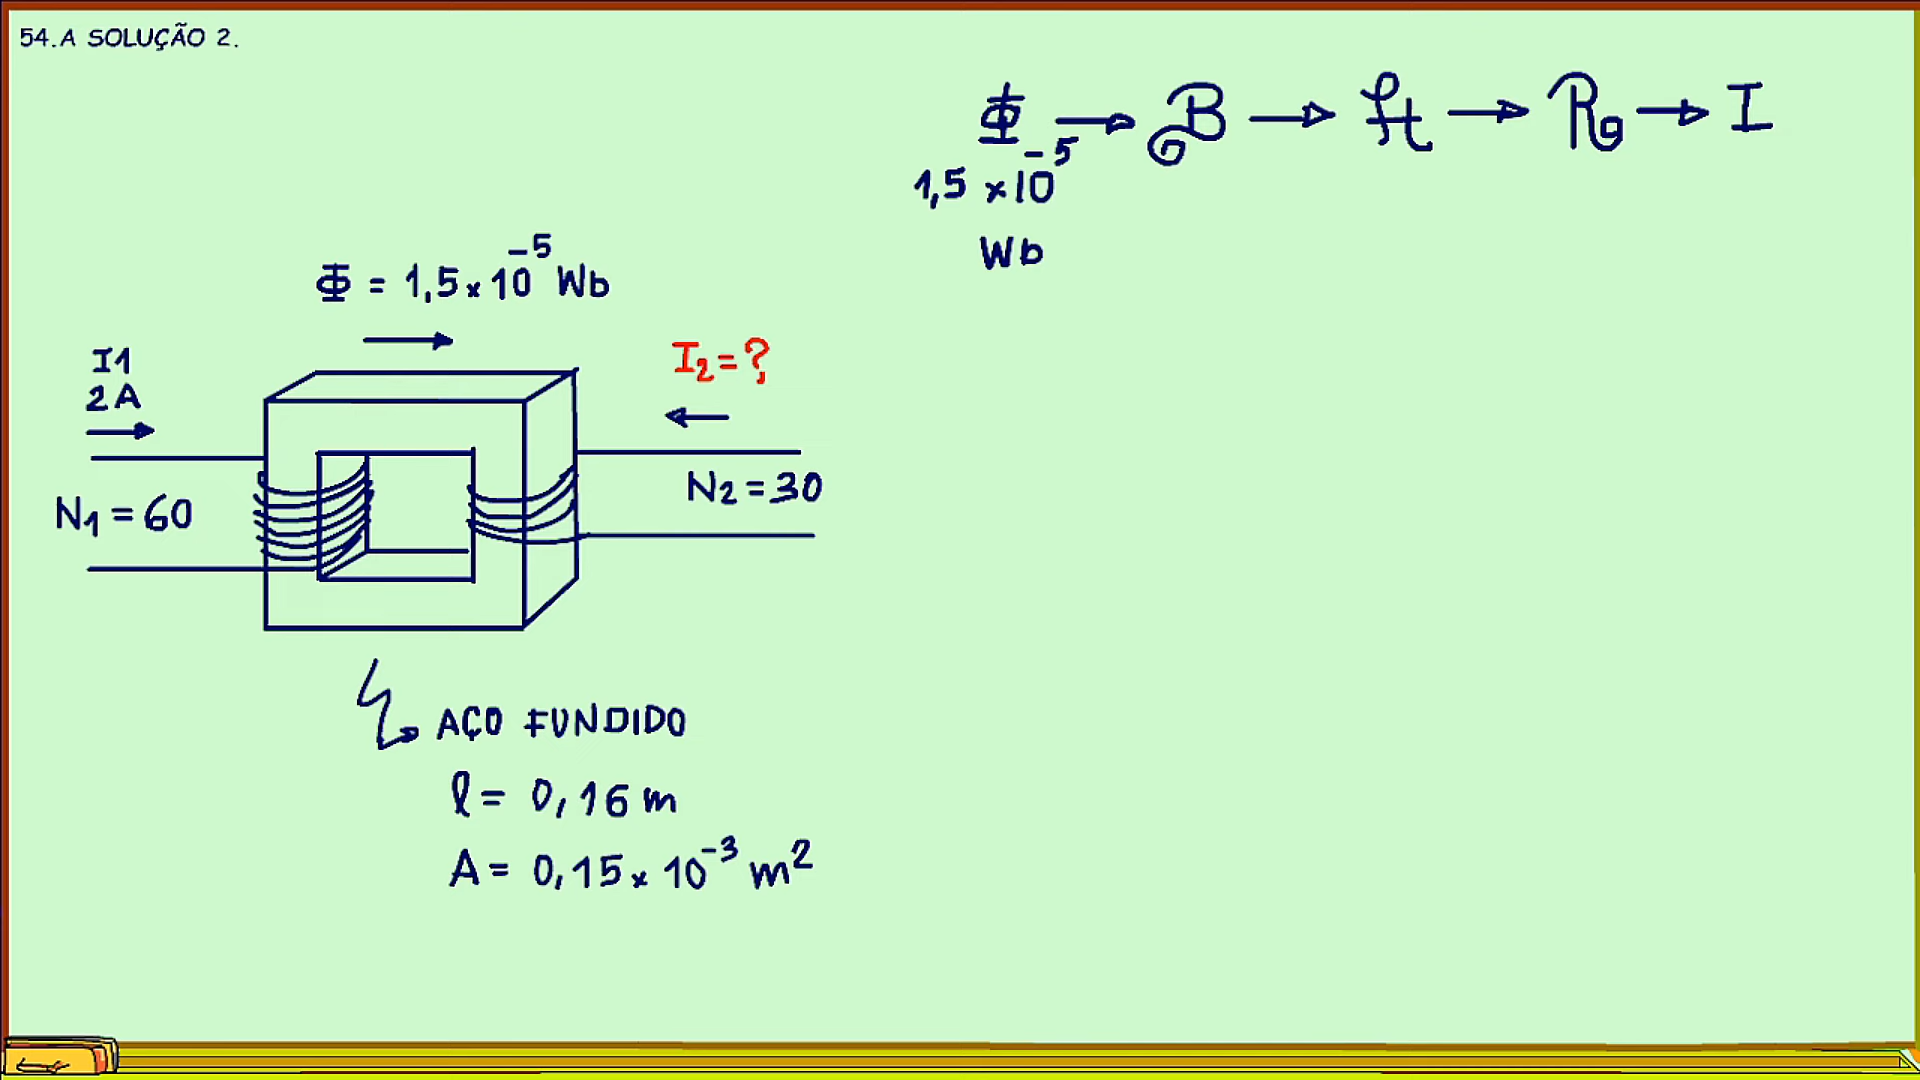 54.A SOLUÇÃO 2.
Φ → B → H → Rg → I
1,5 × 10⁻⁵
Wb
Φ = 1,5 × 10⁻⁵ Wb
I1
2A
I₂ = ?
N₁ = 60
N₂ = 30
AÇO FUNDIDO
l = 0,16 m
A = 0,15 × 10⁻³ m²